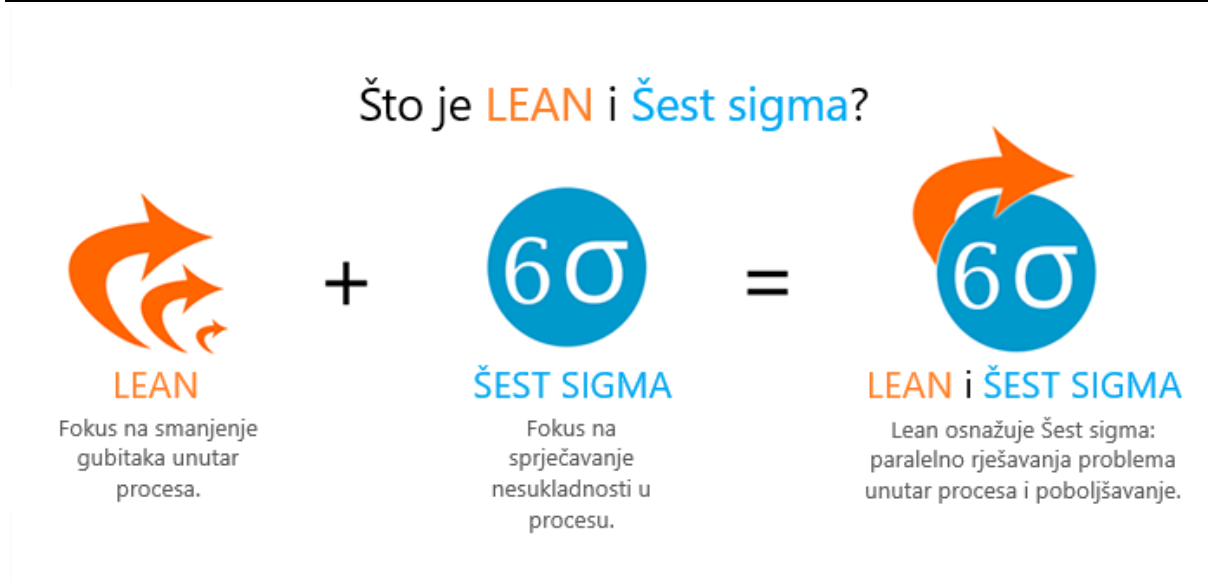 Što je LEAN i Šest sigma?
+
6σ
=
6σ
LEAN
Fokus na smanjenje
gubitaka unutar
procesa.
ŠEST SIGMA
Fokus na
sprječavanje
nesukladnosti u
procesu.
LEAN i ŠEST SIGMA
Lean osnažuje Šest sigma:
paralelno rješavanja problema
unutar procesa i poboljšavanje.